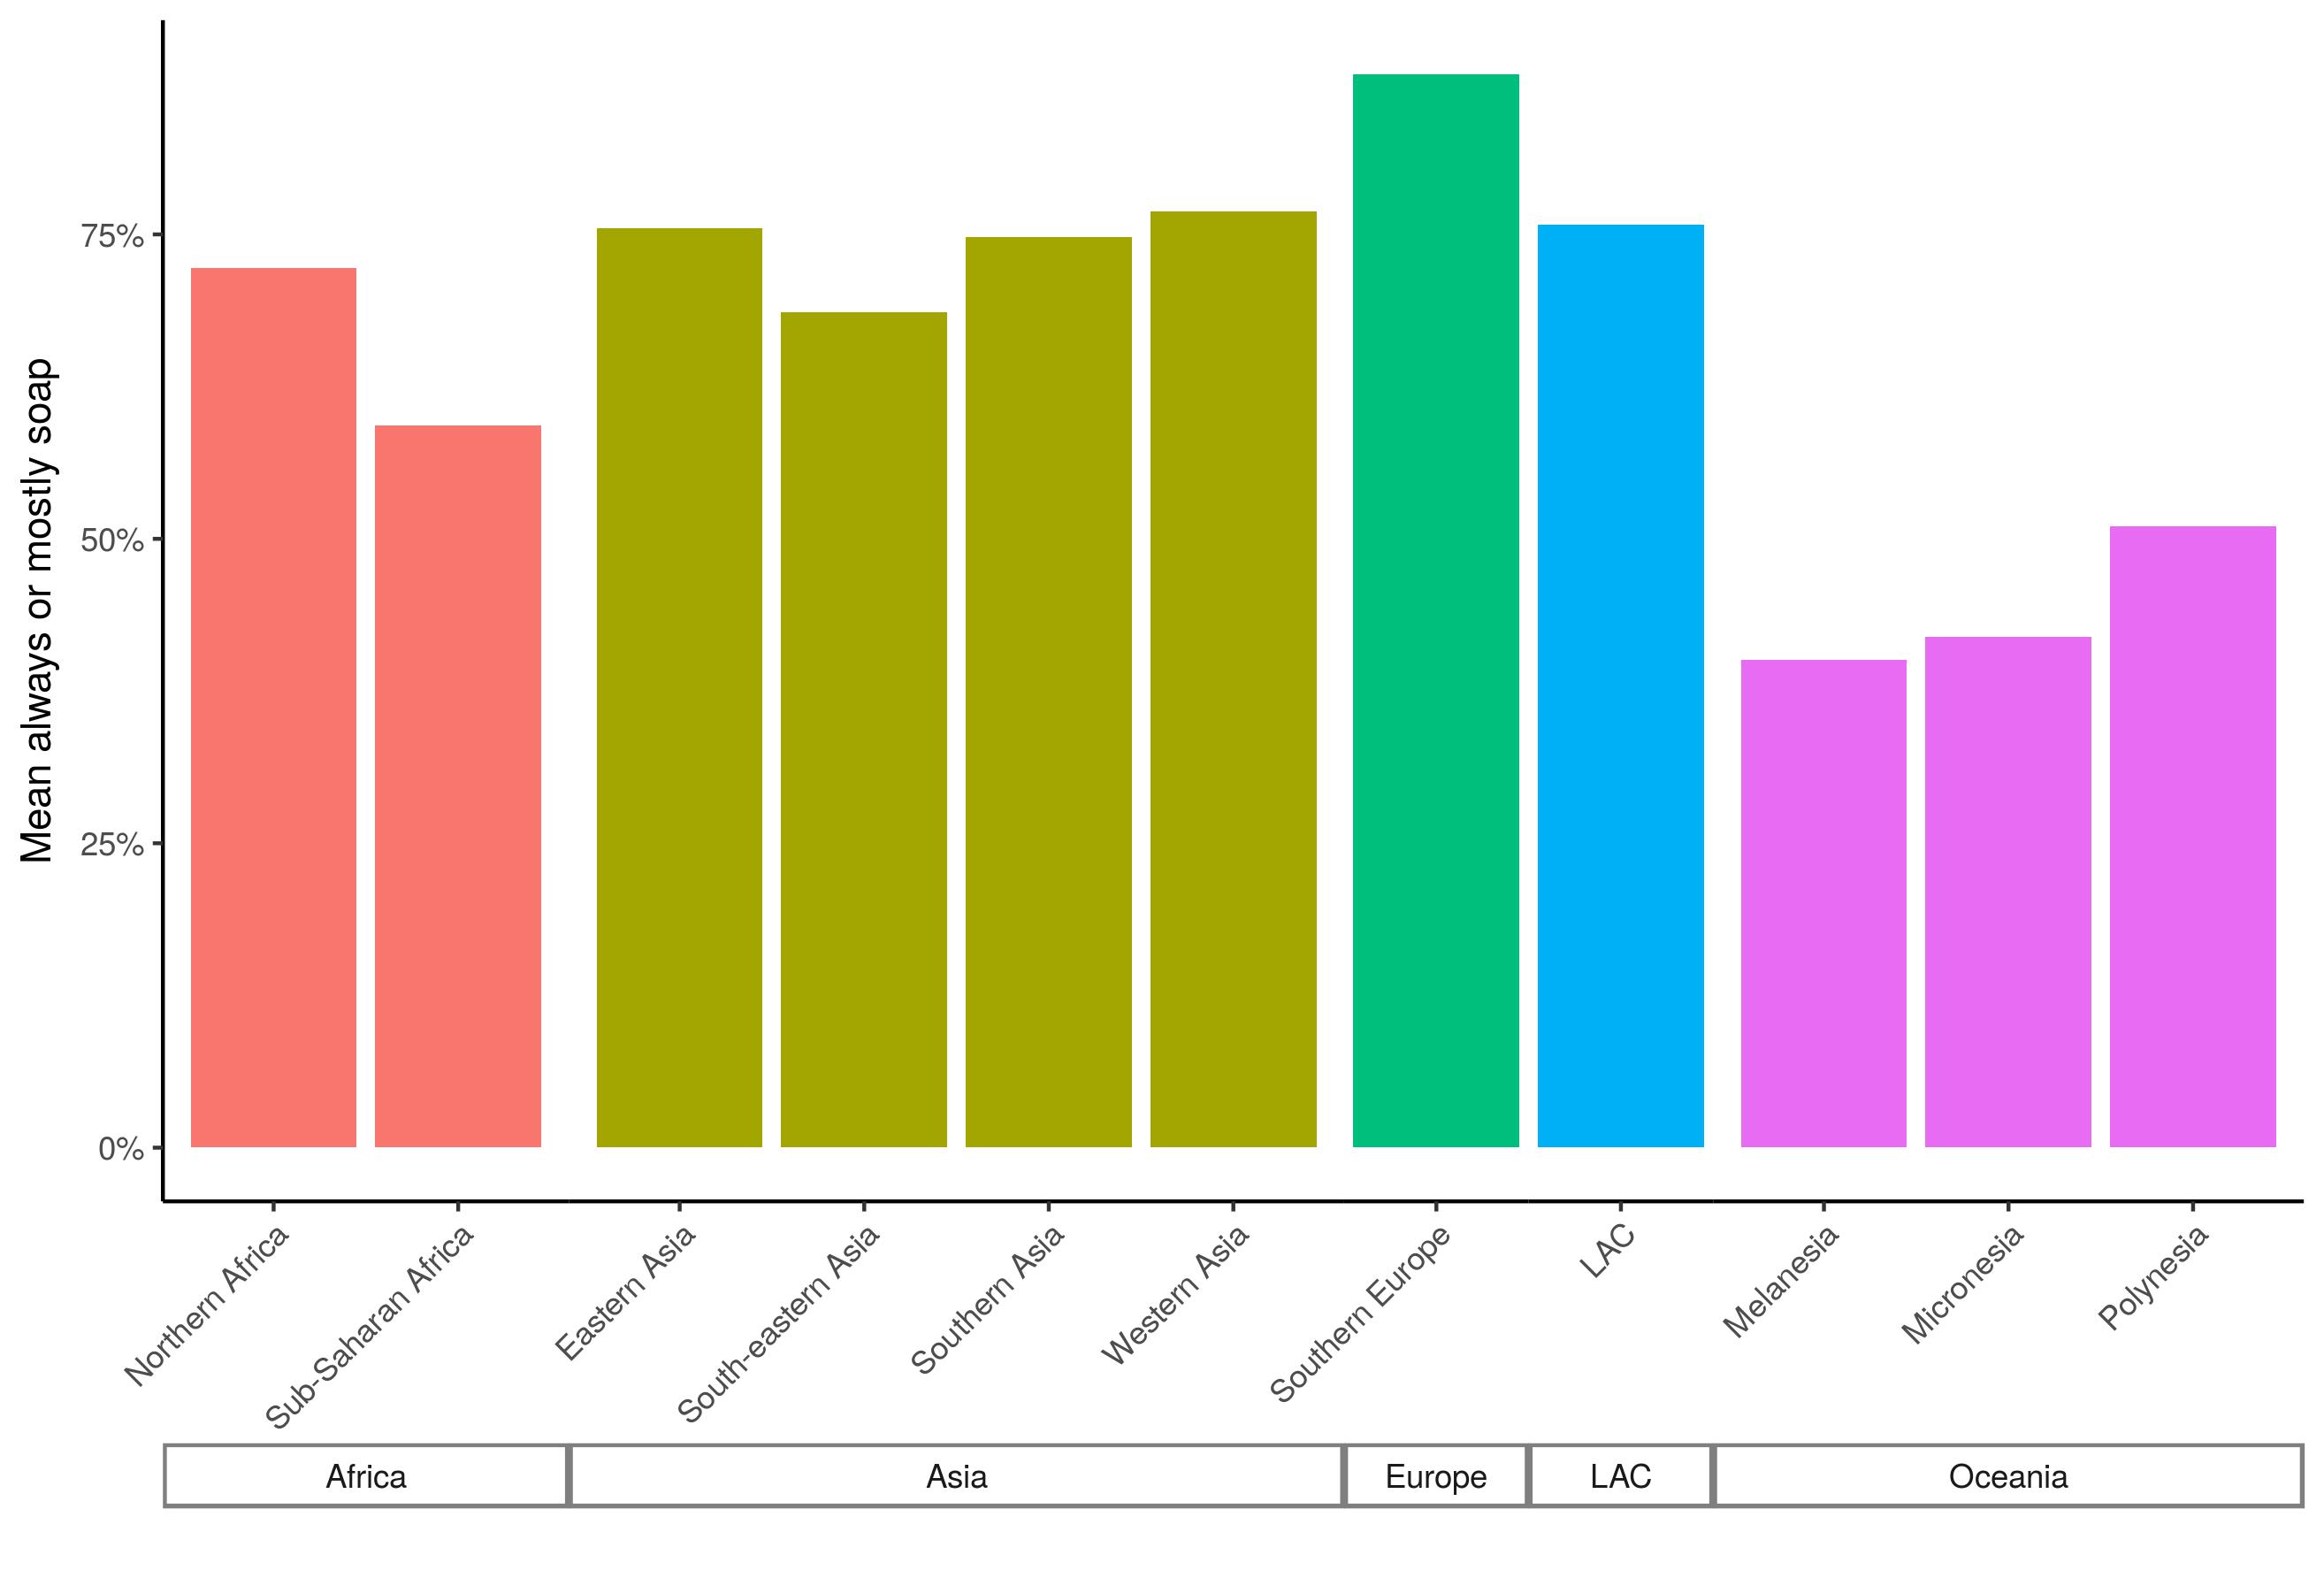 Mean always or mostly soap
75%
50%
25%
0%
Northern Africa
Sub-Saharan Africa
Eastern Asia
South-eastern Asia
Southern Asia
Western Asia
Southern Europe
LAC
Melanesia
Micronesia
Polynesia
Africa
Asia
Europe
LAC
Oceania